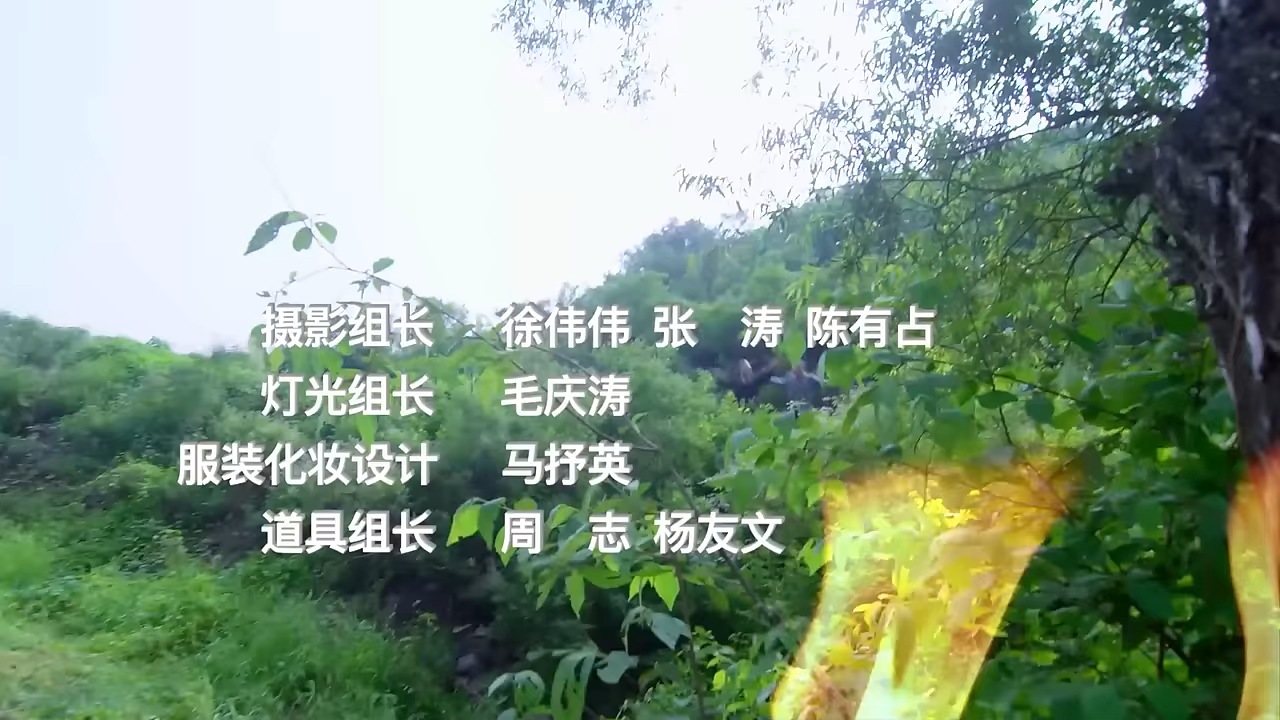 摄影组长 徐伟伟 张 涛 陈有占
灯光组长 毛庆涛
服装化妆设计 马抒英
道具组长 周 志 杨友文